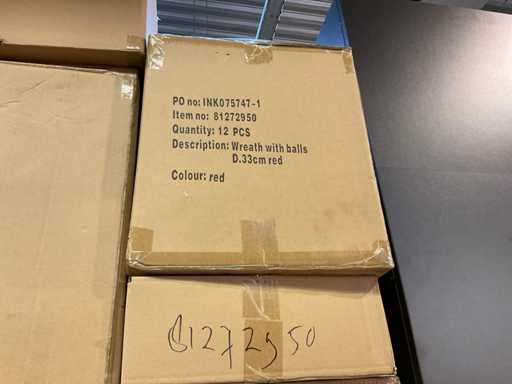 PO no: INK075747-1
Item no: 81272950
Quantity: 12 PCS
Description: Wreath with balls
D.33cm red
Colour: red
81272950